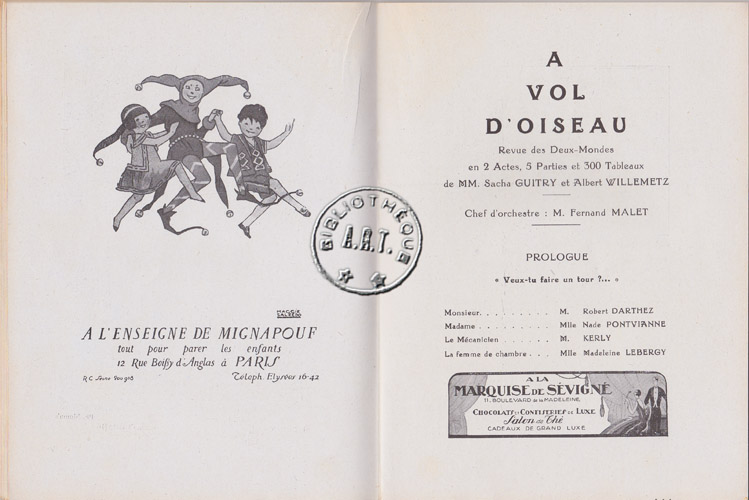 MAGGIE
SALZEDO
A L'ENSEIGNE DE MIGNAPOUF
tout pour parer les enfants
12 Rue Boissy d'Anglas à PARIS
Téléph. Elysées 16-42
BIBLIOTHÈQUE
A.R.T.
A
VOL
D'OISEAU
Revue des Deux-Mondes
en 2 Actes, 5 Parties et 300 Tableaux
de MM. Sacha GUITRY et Albert WILLEMETZ
Chef d'orchestre : M. Fernand MALET
PROLOGUE
« Veux-tu faire un tour ?... »
Monsieur. . . . . . . . . . M. Robert DARTHEZ
Madame . . . . . . . . . Mlle Nade PONTVIANNE
Le Mécanicien . . . . . . M. KERLY
La femme de chambre . . . Mlle Madeleine LEBERGY
A LA
MARQUISE DE SÉVIGNÉ
11, BOULEVARD de la MADELEINE,
CHOCOLATS et CONFISERIES de LUXE
Salon de Thé
CADEAUX DE GRAND LUXE